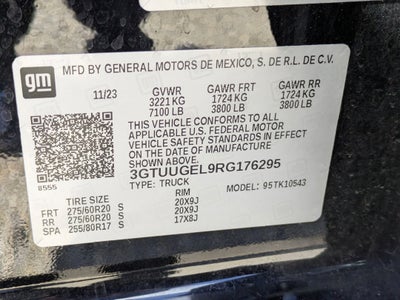 gm
MFD BY GENERAL MOTORS DE MEXICO, S. DE R.L. DE C.V.
11/23 GVWR GAWR FRT GAWR RR
3221 KG 1724 KG 1724 KG
7100 LB 3800 LB 3800 LB
THIS VEHICLE CONFORMS TO ALL
APPLICABLE U.S. FEDERAL MOTOR
VEHICLE SAFETY STANDARDS IN
EFFECT ON THE DATE OF MANUFACTURE
SHOWN ABOVE.
3GTUUGEL9RG176295
8555 TYPE: TRUCK MODEL: 95TK10543
TIRE SIZE RIM
FRT 275/60R20 S 20X9J
RR 275/60R20 S 20X9J
SPA 255/80R17 S 17X8J